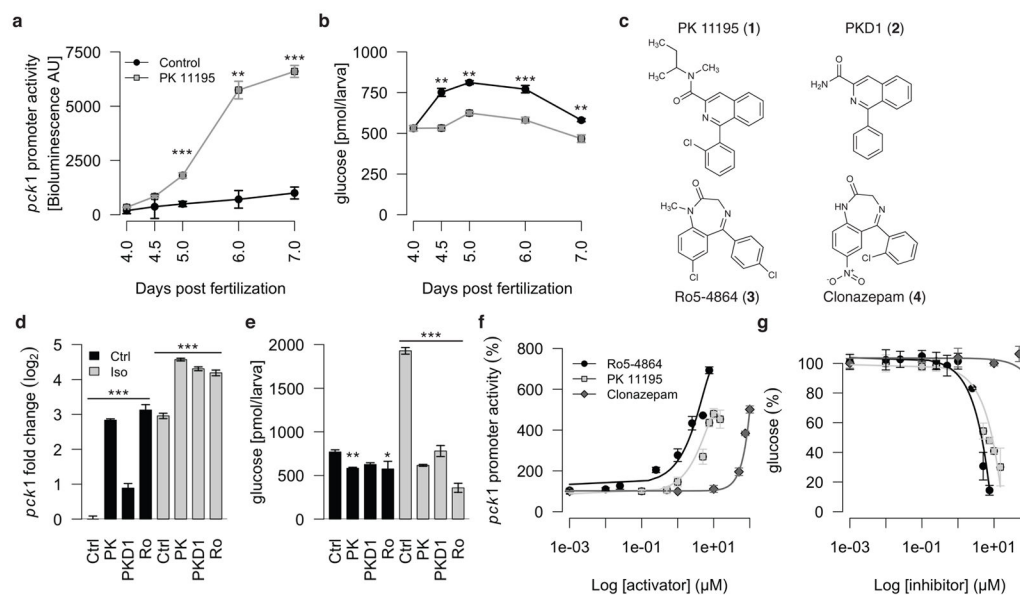 a
pck1 promoter activity
[Bioluminescence AU]
7500
5000
2500
0
Control
PK 11195
***
**
***
4.0
4.5
5.0
6.0
7.0
Days post fertilization
b
glucose [pmol/larva]
1000
750
500
250
0
**
**
***
**
4.0
4.5
5.0
6.0
7.0
Days post fertilization
c
PK 11195 (1)
H₃C
H₃C
N
CH₃
O
N
Cl
PKD1 (2)
O
H₂N
N
O
H₃C
N
N
Cl
Cl
Ro5-4864 (3)
O
HN
N
Cl
O
N⁺
⁻O
Clonazepam (4)
d
pck1 fold change (log₂)
5
4
3
2
1
0
Ctrl
Iso
***
***
Ctrl
PK
PKD1
Ro
Ctrl
PK
PKD1
Ro
e
glucose [pmol/larva]
2000
1500
1000
500
0
**
*
***
Ctrl
PK
PKD1
Ro
Ctrl
PK
PKD1
Ro
f
pck1 promoter activity (%)
800
600
400
200
0
Ro5-4864
PK 11195
Clonazepam
1e-03
1e-01
1e+01
Log [activator] (μM)
g
glucose (%)
100
80
60
40
20
0
1e-03
1e-01
1e+01
Log [inhibitor] (μM)